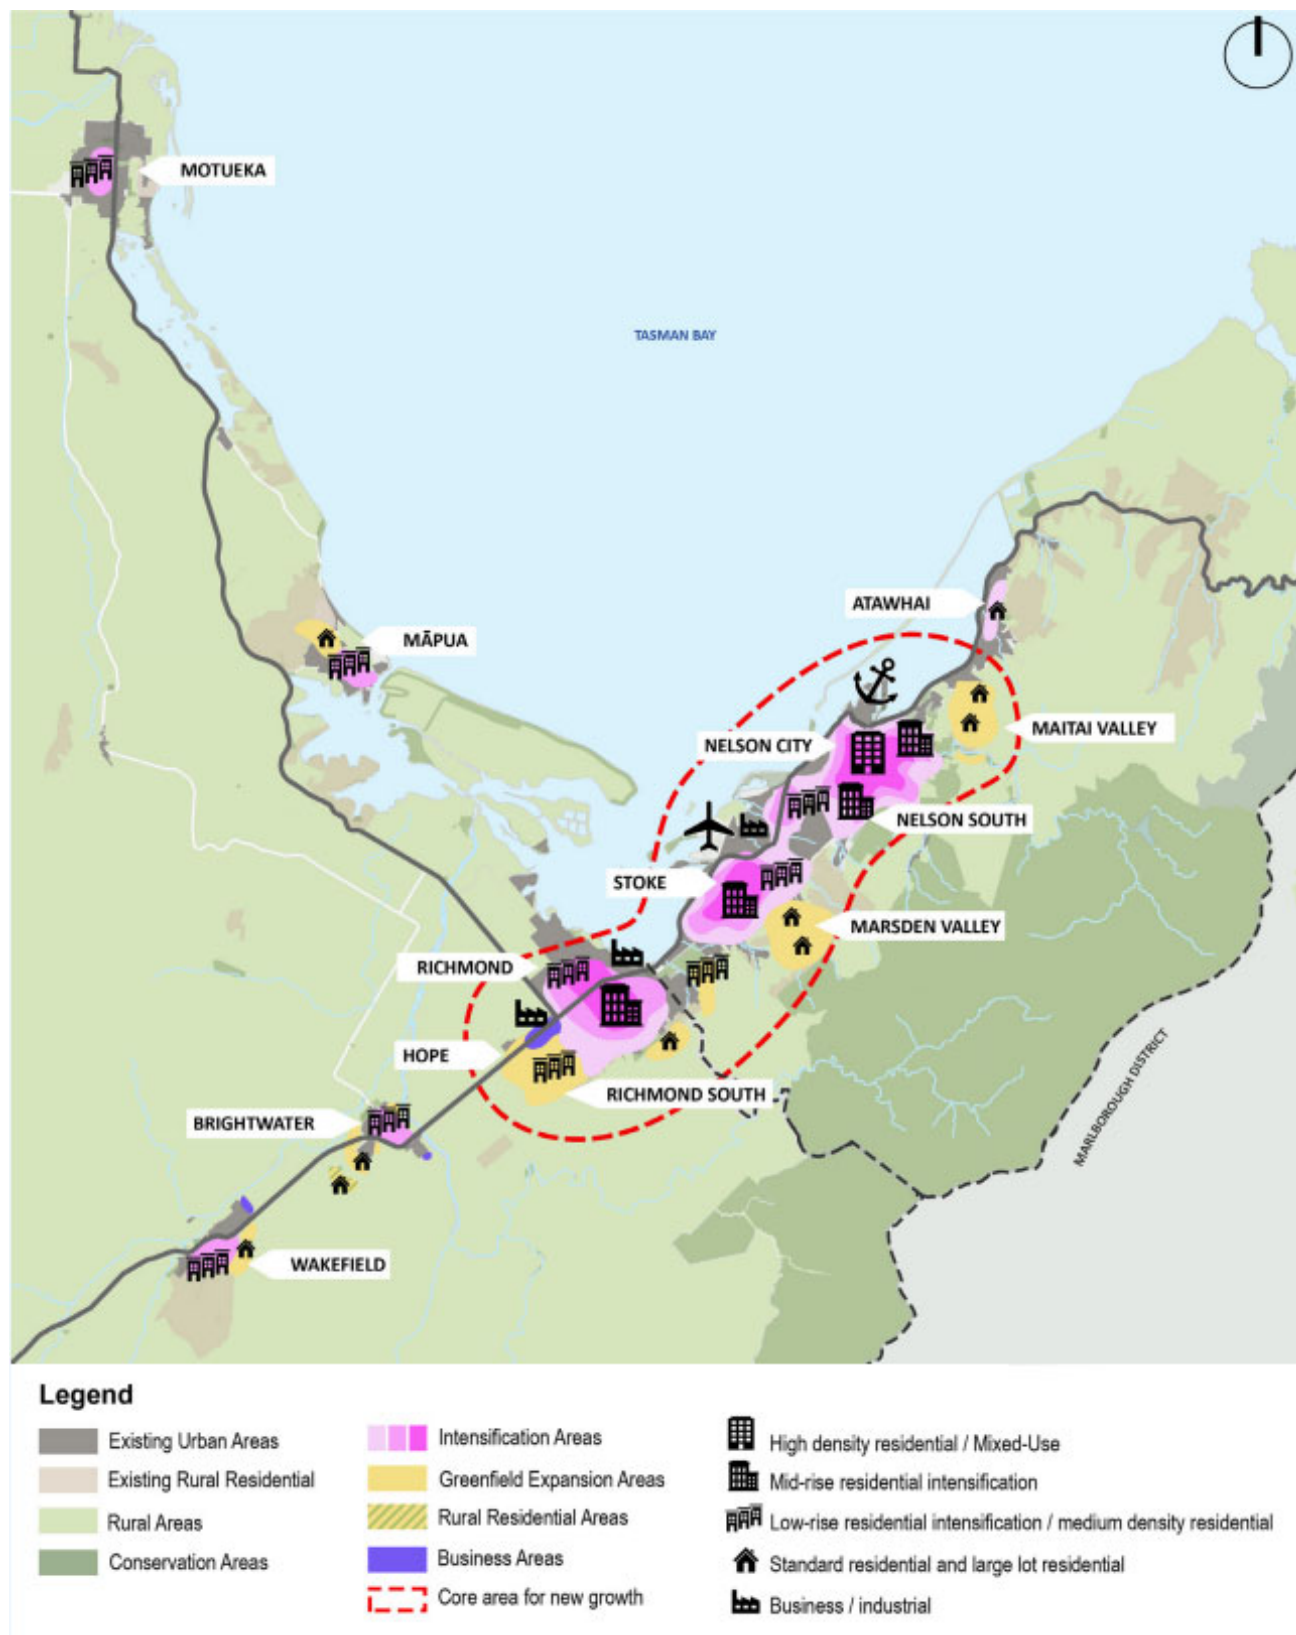 MOTUEKA
TASMAN BAY
ATAWHAI
MĀPUA
MAITAI VALLEY
NELSON CITY
NELSON SOUTH
STOKE
MARSDEN VALLEY
RICHMOND
HOPE
RICHMOND SOUTH
MARLBOROUGH DISTRICT
BRIGHTWATER
WAKEFIELD
Legend
Existing Urban Areas
Existing Rural Residential
Rural Areas
Conservation Areas
Intensification Areas
Greenfield Expansion Areas
Rural Residential Areas
Business Areas
Core area for new growth
High density residential / Mixed-Use
Mid-rise residential intensification
Low-rise residential intensification / medium density residential
Standard residential and large lot residential
Business / industrial